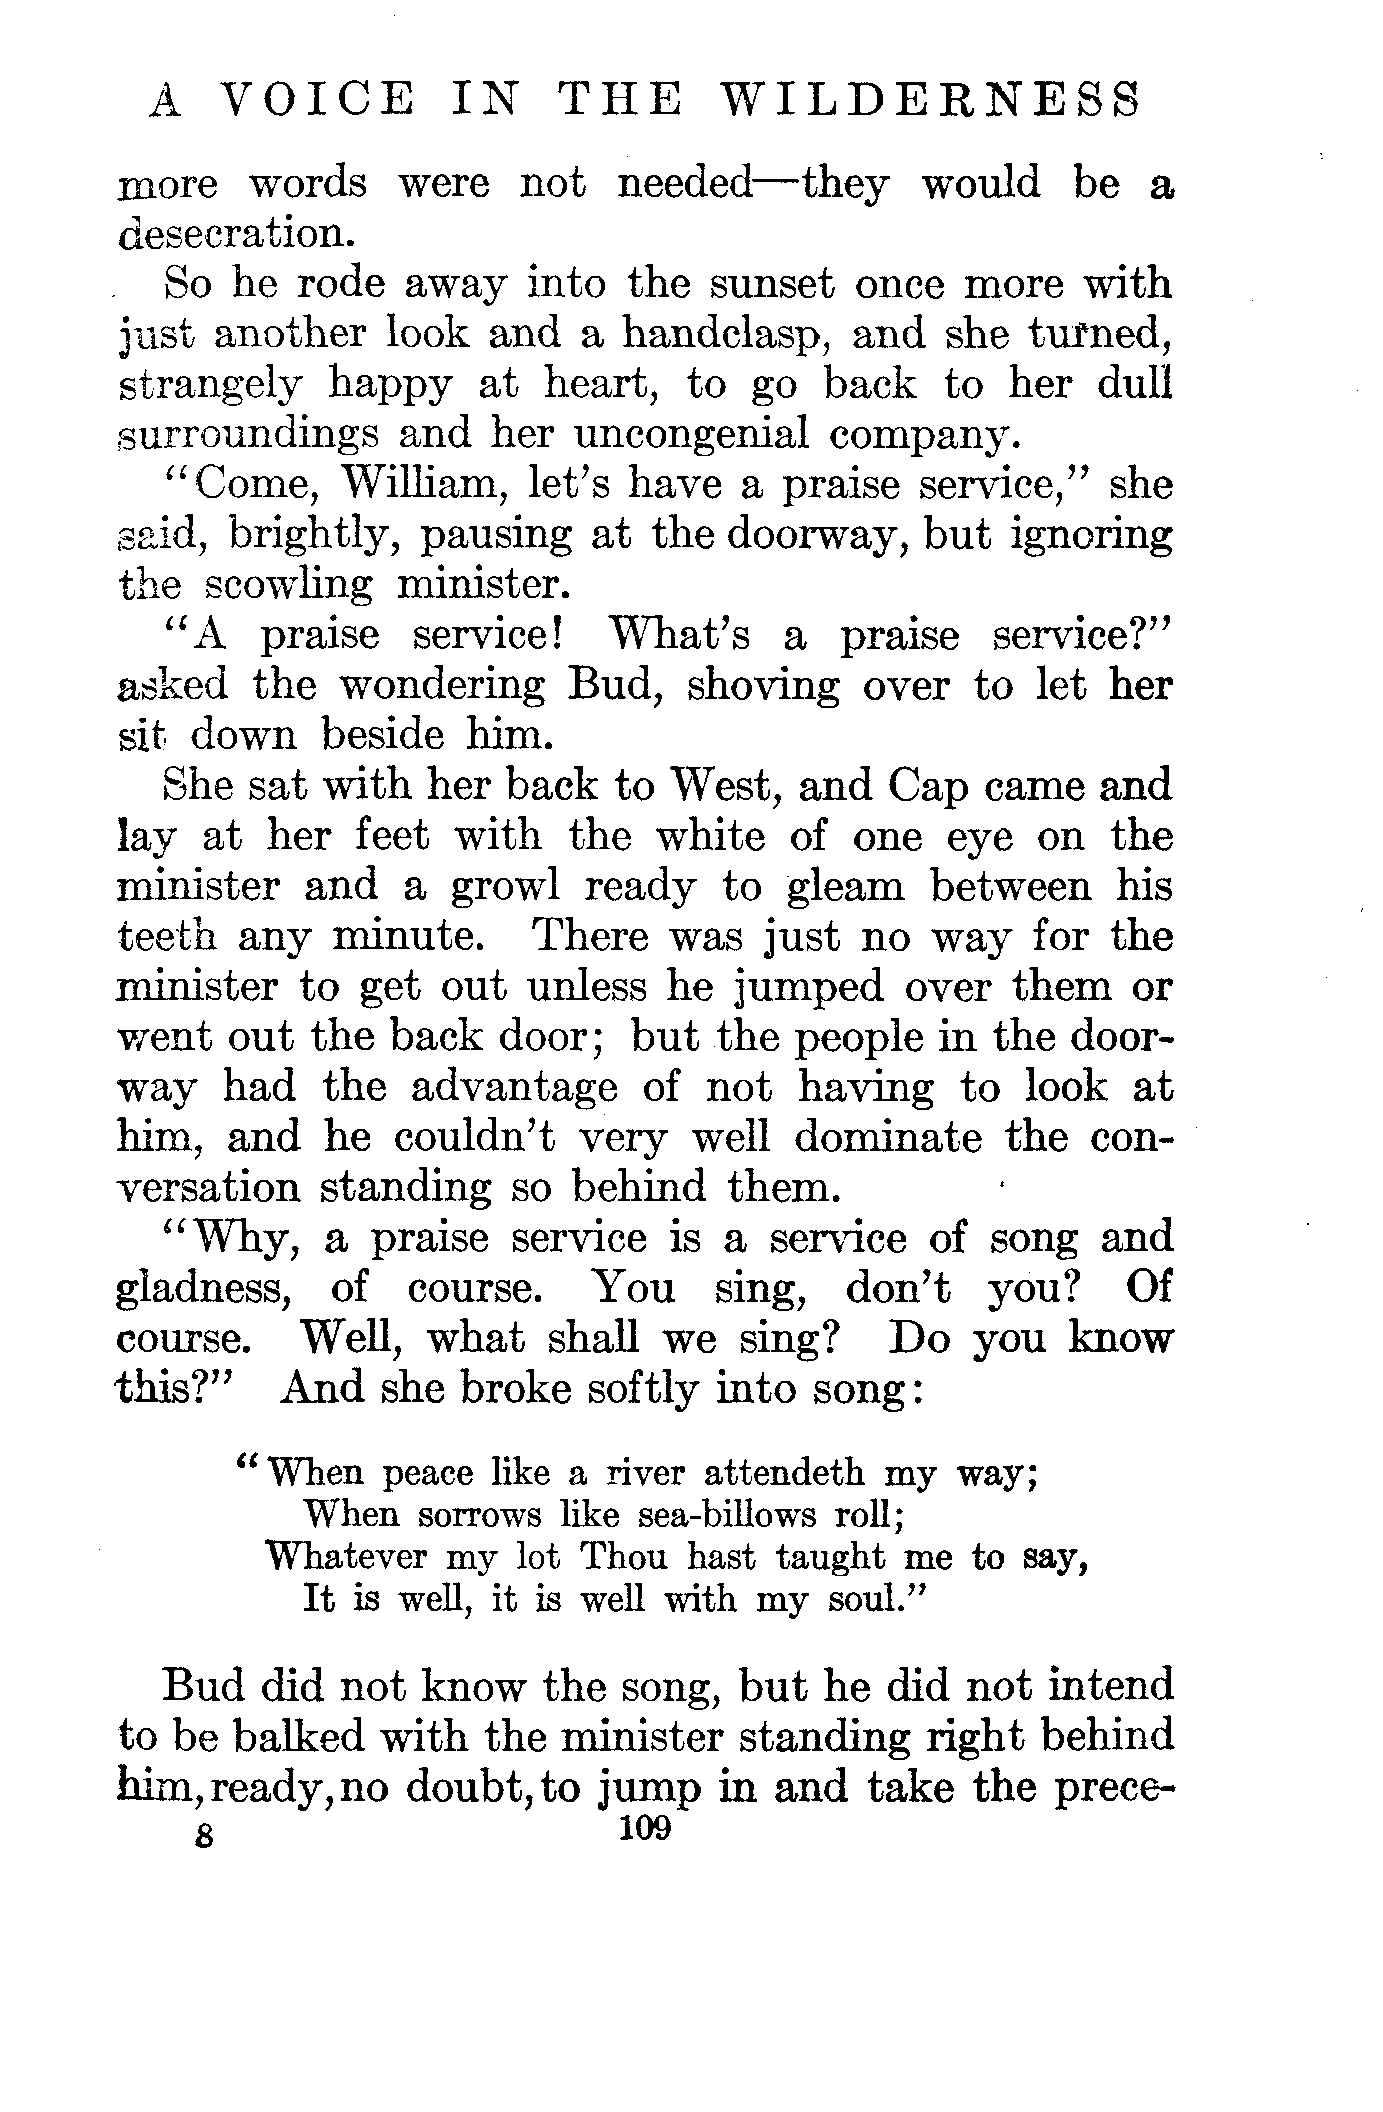 A VOICE IN THE WILDERNESS
more words were not needed—they would be a
desecration.
So he rode away into the sunset once more with
just another look and a handclasp, and she turned,
strangely happy at heart, to go back to her dull
surroundings and her uncongenial company.
“Come, William, let’s have a praise service,” she
said, brightly, pausing at the doorway, but ignoring
the scowling minister.
“A praise service! What’s a praise service?”
asked the wondering Bud, shoving over to let her
sit down beside him.
She sat with her back to West, and Cap came and
lay at her feet with the white of one eye on the
minister and a growl ready to gleam between his
teeth any minute. There was just no way for the
minister to get out unless he jumped over them or
went out the back door; but the people in the door-
way had the advantage of not having to look at
him, and he couldn’t very well dominate the con-
versation standing so behind them.
“Why, a praise service is a service of song and
gladness, of course. You sing, don’t you? Of
course. Well, what shall we sing? Do you know
this?” And she broke softly into song:
“When peace like a river attendeth my way;
When sorrows like sea-billows roll;
Whatever my lot Thou hast taught me to say,
It is well, it is well with my soul.”
Bud did not know the song, but he did not intend
to be balked with the minister standing right behind
him, ready, no doubt, to jump in and take the prece-
8 109